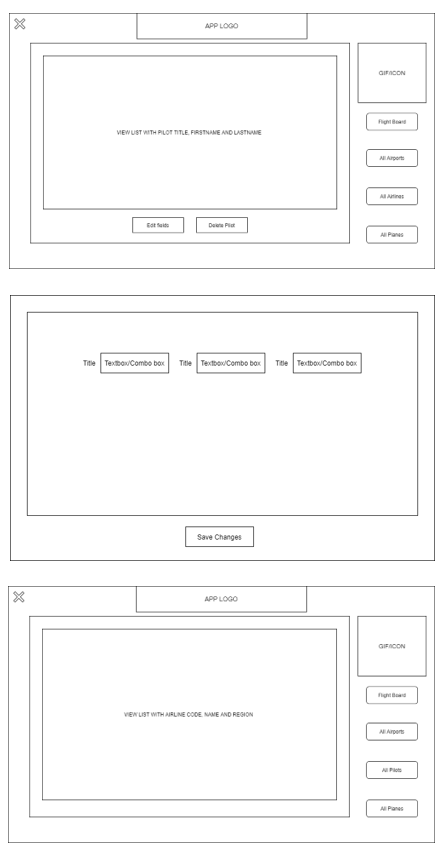 APP LOGO
GIF/ICON
Flight Board
VIEW LIST WITH PILOT TITLE, FIRSTNAME AND LASTNAME
All Airports
All Airlines
Edit fields
Delete Pilot
All Planes
Title
Textbox/Combo box
Title
Textbox/Combo box
Title
Textbox/Combo box
Save Changes
APP LOGO
GIF/ICON
Flight Board
VIEW LIST WITH AIRLINE CODE, NAME AND REGION
All Airports
All Pilots
All Planes